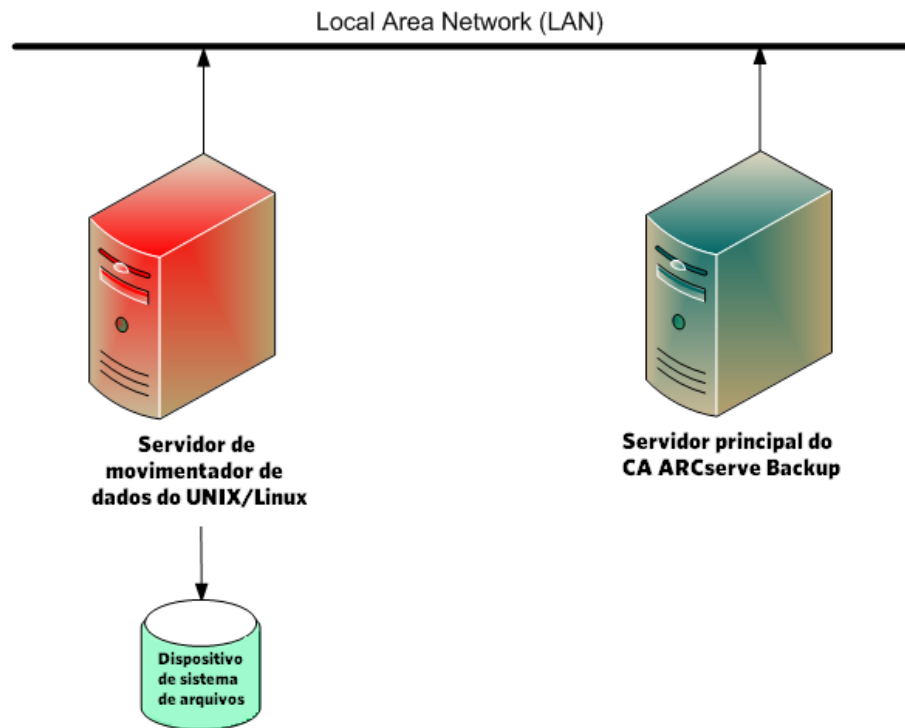 Local Area Network (LAN)
Servidor de
movimentador de
dados do UNIX/Linux
Servidor principal do
CA ARCserve Backup
Dispositivo
de sistema
de arquivos